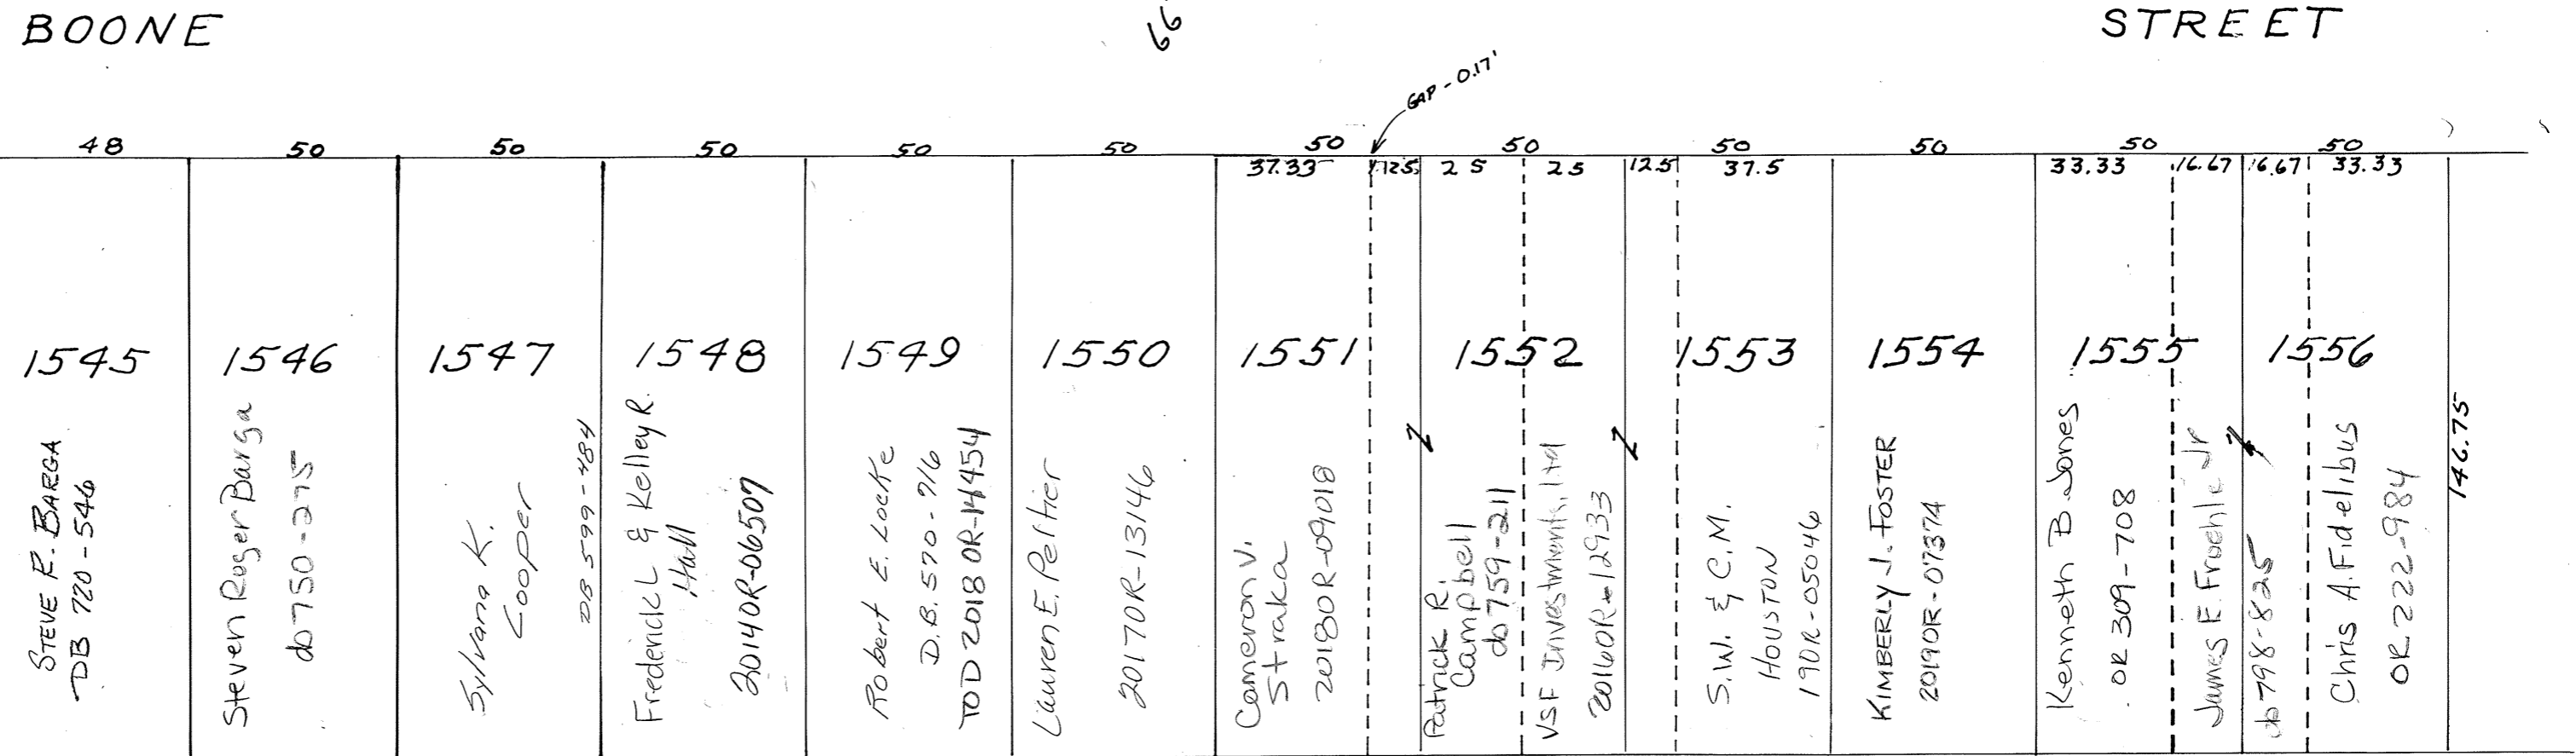 BOONE
66
STREET
GAP - 0.17'
48
50
50
50
50
50
50
50
50
50
50
50
37.33
12.5
25
25
12.5
37.5
33.33
16.67
16.67
33.33
1545
1546
1547
1548
1549
1550
1551
1552
1553
1554
1555
1556
146.75
STEVE R. BARGA
DB 720-546
Steven Roger Barga
db 750-275
Sylvana K.
Cooper
DB 599-484
Frederick L & Kelley R.
Hall
2014OR-06507
Robert E. Locke
D.B. 570-716
TOD 2018 OR-14454
Lauren E. Peltier
2017OR-13146
Cameron V.
Straka
2018OR-09018
Patrick R.
Campbell
db 759-211
VSF Investments, ltd
2016OR-12933
S.W. & C.M.
HOUSTON
19OR-05046
KIMBERLY J. FOSTER
2019OR-07374
Kenneth B. Jones
OR 309-708
James E. Froehle Jr
db 798-825
Chris A. Fidelibus
OR 222-984